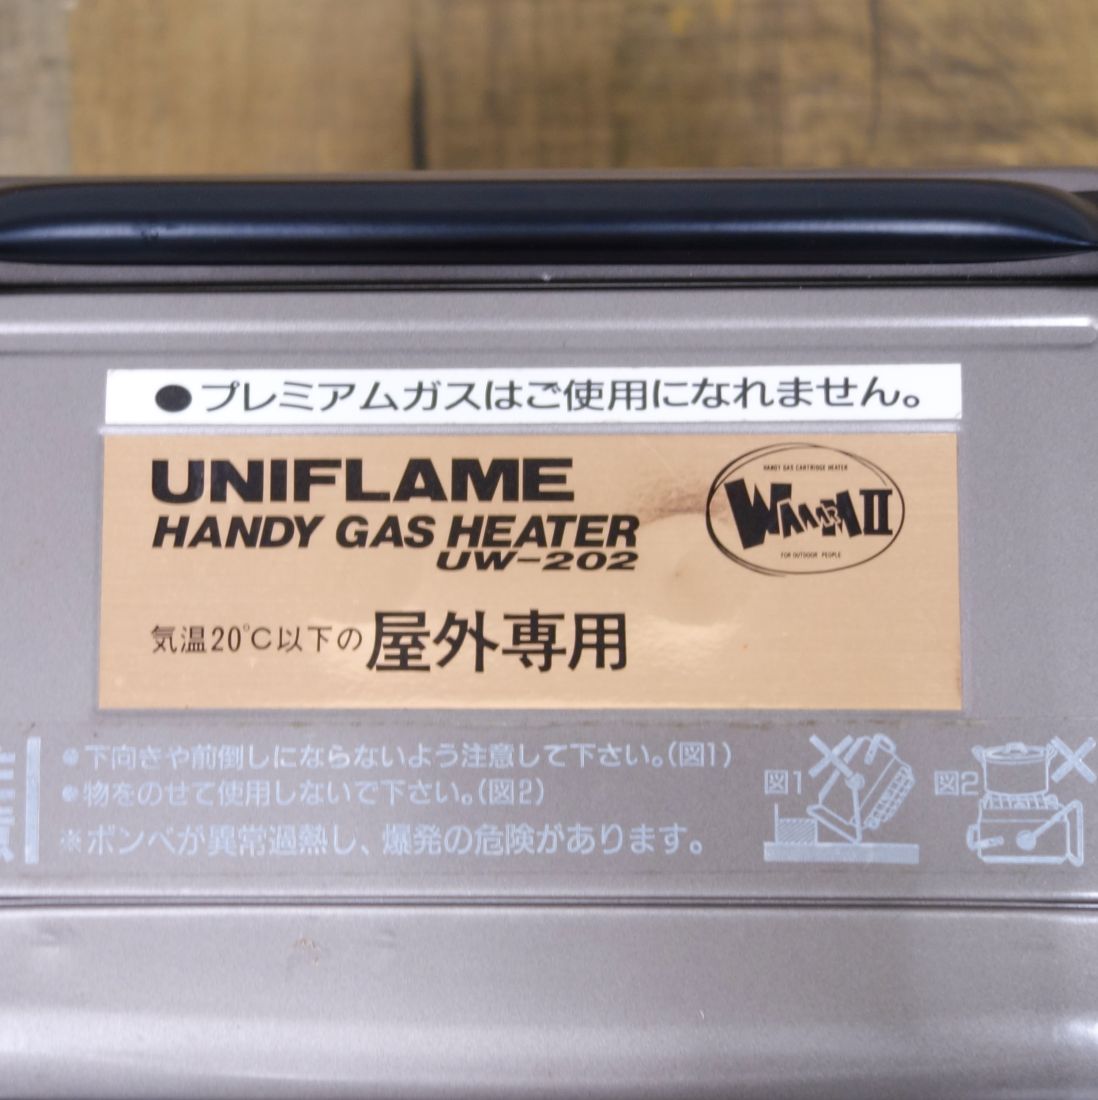 ●プレミアムガスはご使用になれません。
UNIFLAME
HANDY GAS HEATER
UW-202
HANDY GAS CARTRIDGE HEATER
WARM II
FOR OUTDOOR PEOPLE
気温20℃以下の屋外専用
●下向きや前倒しにならないよう注意して下さい。(図1)
●物をのせて使用しないで下さい。(図2)
※ボンベが異常過熱し、爆発の危険があります。
図1
図2